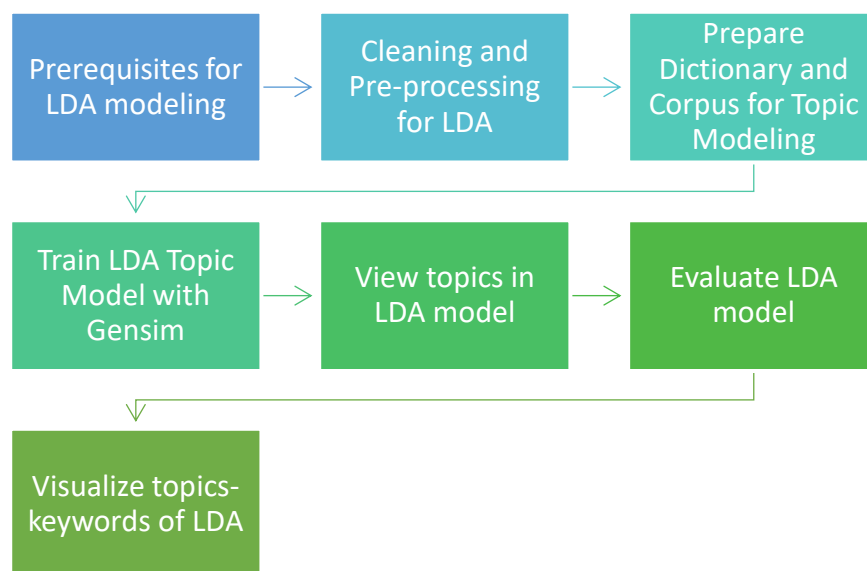 Prerequisites for
LDA modeling
Cleaning and
Pre-processing
for LDA
Prepare
Dictionary and
Corpus for Topic
Modeling
Train LDA Topic
Model with
Gensim
View topics in
LDA model
Evaluate LDA
model
Visualize topics-
keywords of LDA